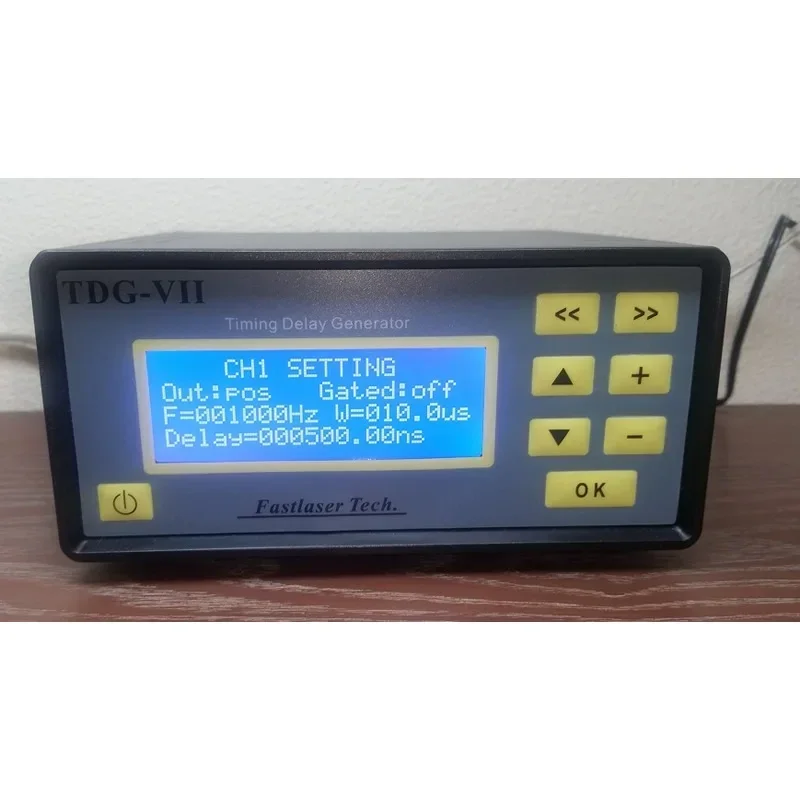 TDG-VII
Timing Delay Generator
CH1 SETTING
Out:pos Gated:off
F=001000Hz W=010.0us
Delay=000500.00ns
<< >>
▲ +
▼ −
OK
Fastlaser Tech.